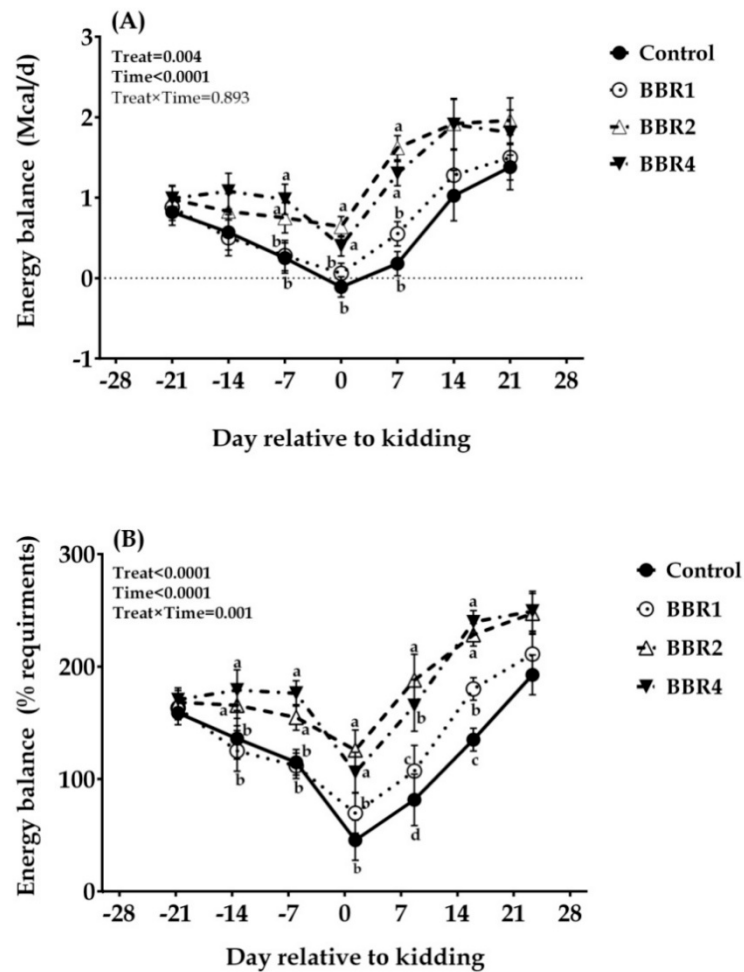 (A)
Treat=0.004
Time<0.0001
Treat×Time=0.893
Energy balance (Mcal/d)
3
2
1
0
-1
a
a
a
a
a
a
b
b
b
b
b
b
-28 -21 -14 -7 0 7 14 21 28
Day relative to kidding
Control
BBR1
BBR2
BBR4
(B)
Treat<0.0001
Time<0.0001
Treat×Time=0.001
Energy balance (% requirments)
300
200
100
0
a
a
a
a
a
a
a
a
a
b
b
b
b
b
b
b
b
c
c
d
-28 -21 -14 -7 0 7 14 21 28
Day relative to kidding
Control
BBR1
BBR2
BBR4